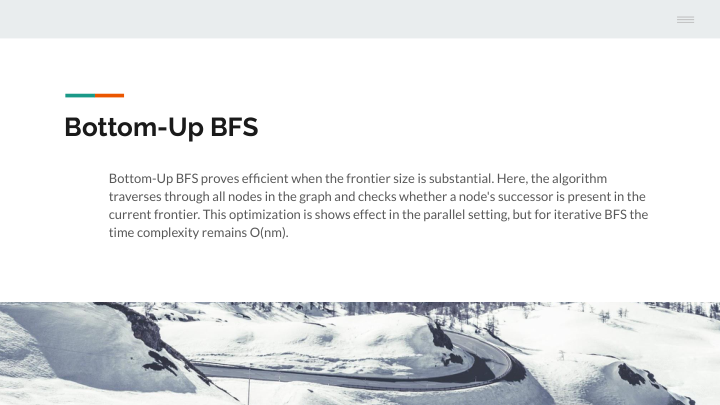 Bottom-Up BFS
Bottom-Up BFS proves efficient when the frontier size is substantial. Here, the algorithm
traverses through all nodes in the graph and checks whether a node's successor is present in the
current frontier. This optimization is shows effect in the parallel setting, but for iterative BFS the
time complexity remains O(nm).